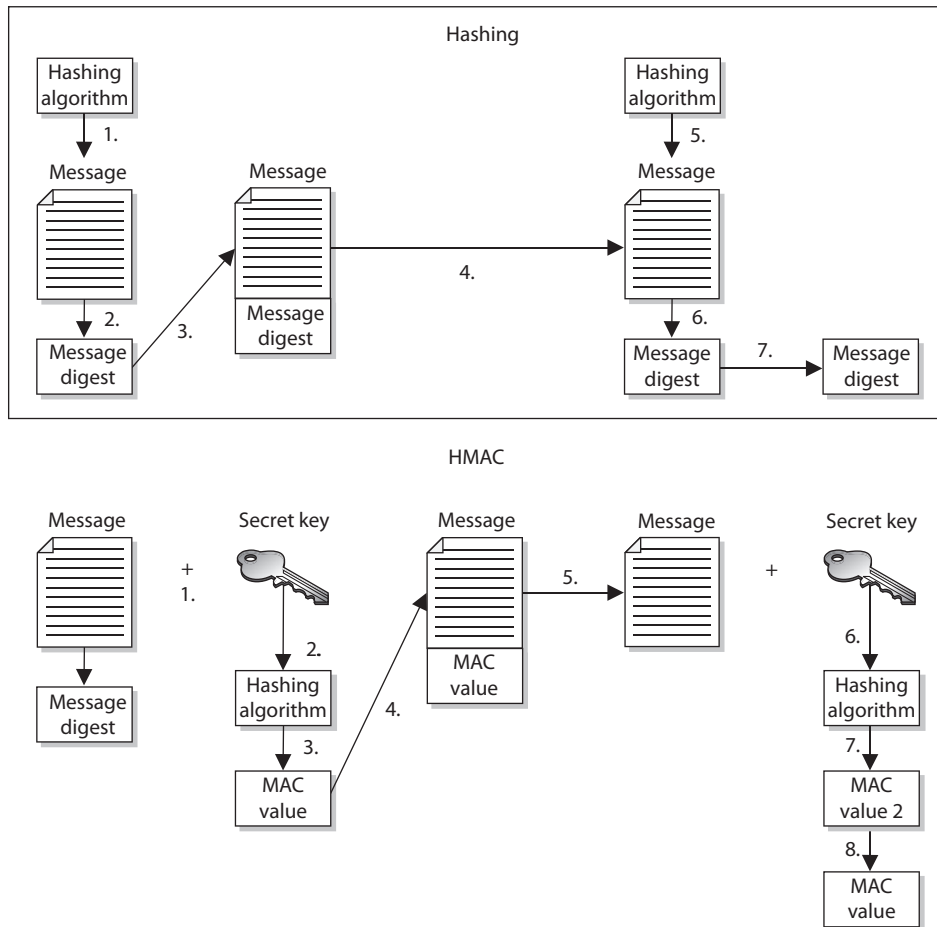 Hashing
Hashing
algorithm
1.
Message
2.
Message
digest
3.
Message
Message
digest
4.
Hashing
algorithm
5.
Message
6.
Message
digest
7.
Message
digest
HMAC
Message
Message
digest
+
1.
Secret key
2.
Hashing
algorithm
3.
MAC
value
4.
Message
MAC
value
5.
Message
+
Secret key
6.
Hashing
algorithm
7.
MAC
value 2
8.
MAC
value